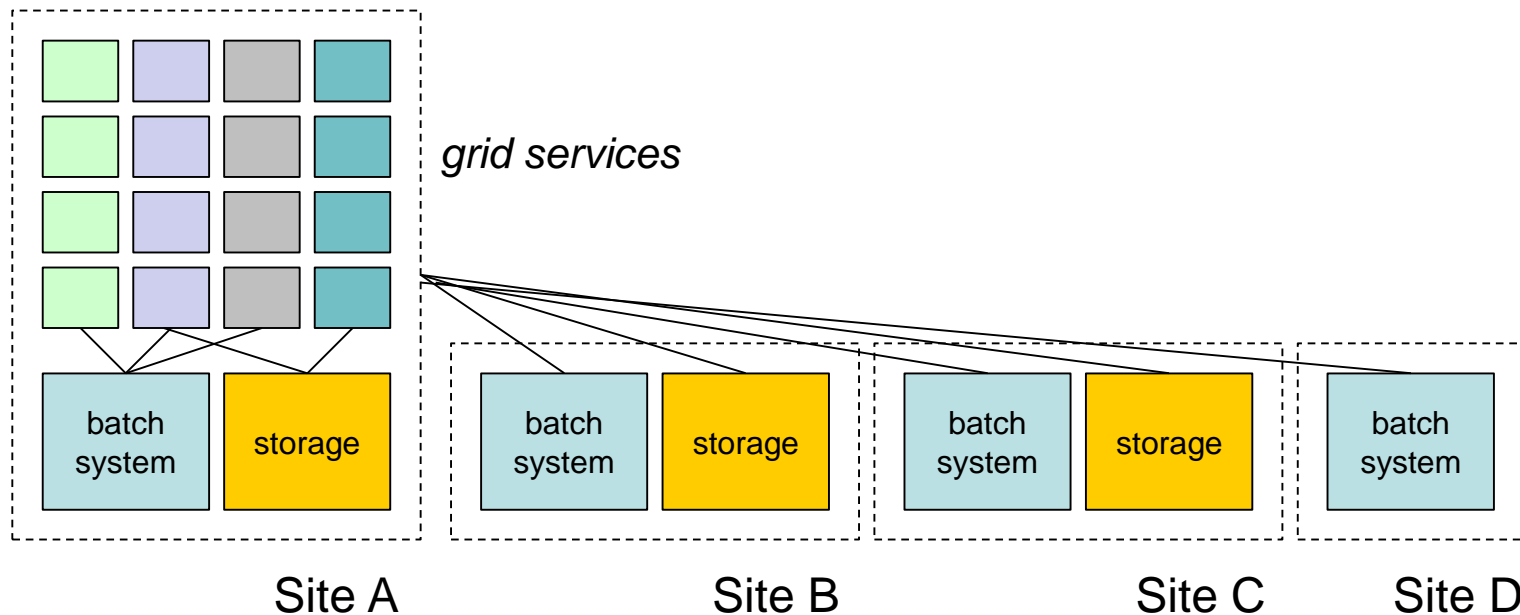 grid services
batch
system
storage
batch
system
storage
batch
system
storage
batch
system
Site A
Site B
Site C
Site D